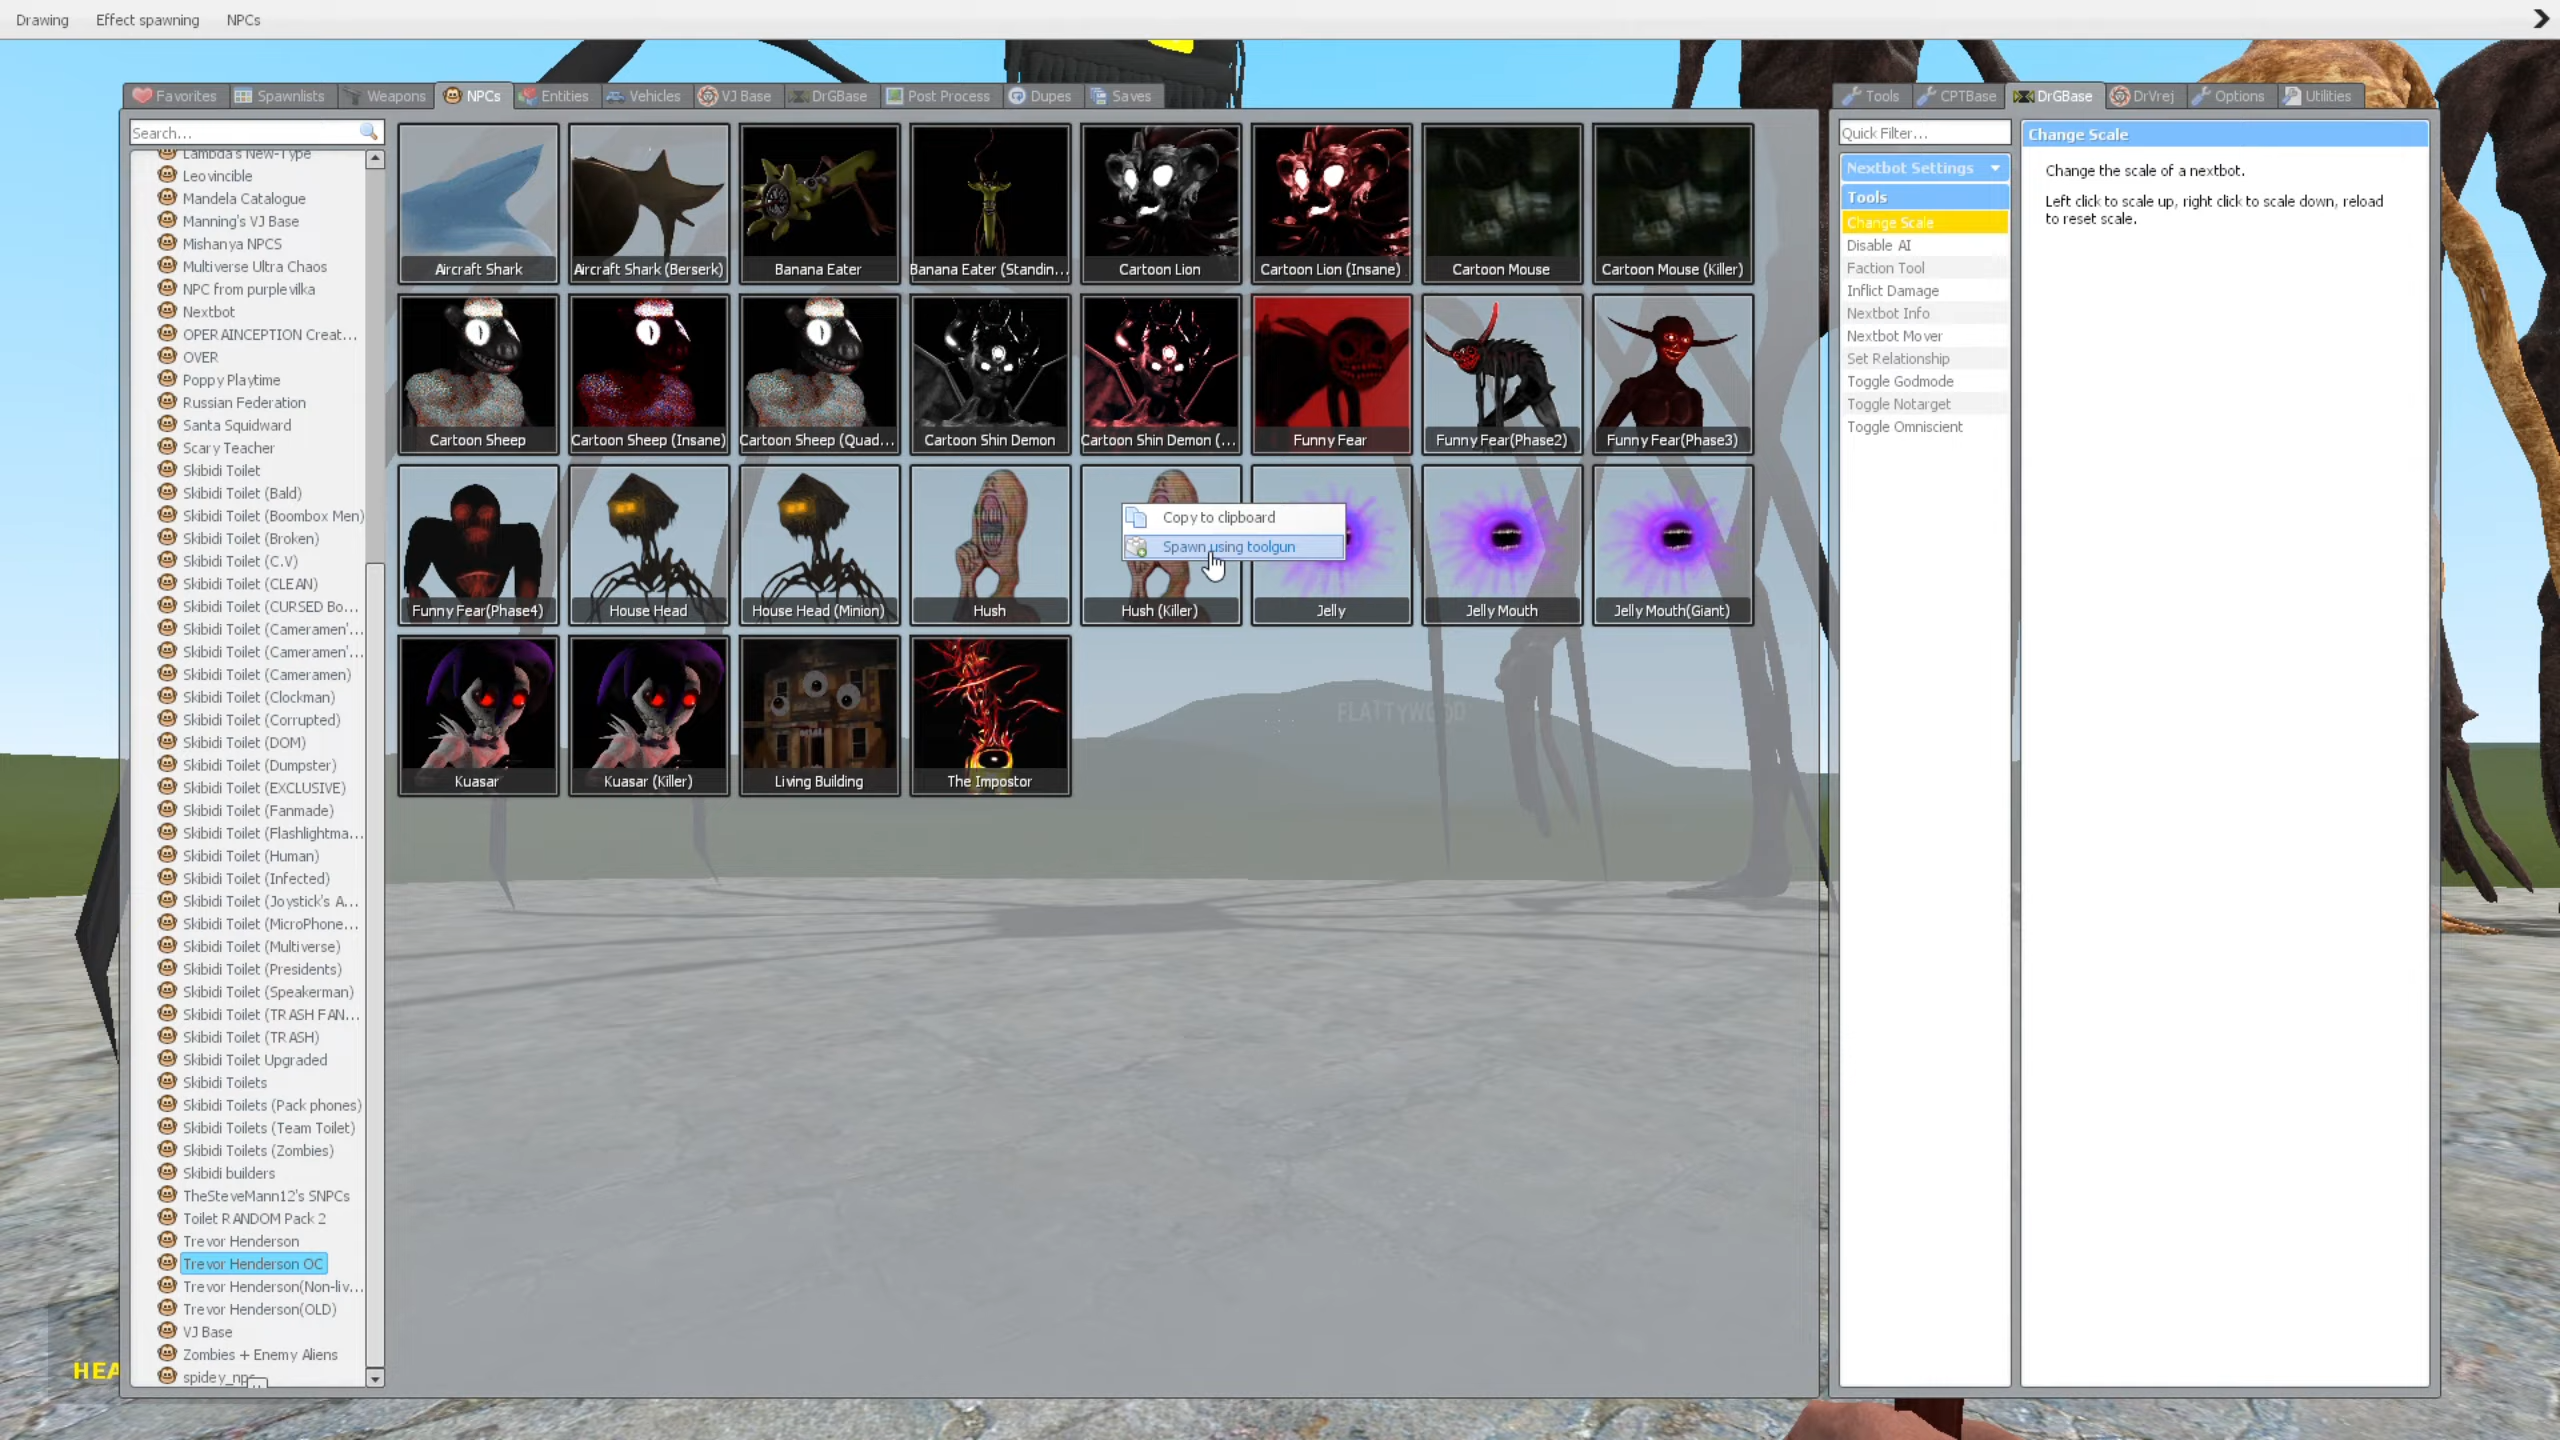 Drawing
Effect spawning
NPCs
Favorites
Spawnlists
Weapons
NPCs
Entities
Vehicles
VJ Base
DrGBase
Post Process
Dupes
Saves
Tools
CPTBase
DrGBase
DrVrej
Options
Utilities
Search...
Lambda's New-Type
Leovincible
Mandela Catalogue
Manning's VJ Base
Mishanya NPCS
Multiverse Ultra Chaos
NPC from purplevilka
Nextbot
OPERAINCEPTION Creat...
OVER
Poppy Playtime
Russian Federation
Santa Squidward
Scary Teacher
Skibidi Toilet
Skibidi Toilet (Bald)
Skibidi Toilet (Boombox Men)
Skibidi Toilet (Broken)
Skibidi Toilet (C.V)
Skibidi Toilet (CLEAN)
Skibidi Toilet (CURSED Bo...
Skibidi Toilet (Cameramen'...
Skibidi Toilet (Cameramen'...
Skibidi Toilet (Cameramen)
Skibidi Toilet (Clockman)
Skibidi Toilet (Corrupted)
Skibidi Toilet (DOM)
Skibidi Toilet (Dumpster)
Skibidi Toilet (EXCLUSIVE)
Skibidi Toilet (Fanmade)
Skibidi Toilet (Flashlightma...
Skibidi Toilet (Human)
Skibidi Toilet (Infected)
Skibidi Toilet (Joystick's A...
Skibidi Toilet (MicroPhone...
Skibidi Toilet (Multiverse)
Skibidi Toilet (Presidents)
Skibidi Toilet (Speakerman)
Skibidi Toilet (TRASH FAN...
Skibidi Toilet (TRASH)
Skibidi Toilet Upgraded
Skibidi Toilets
Skibidi Toilets (Pack phones)
Skibidi Toilets (Team Toilet)
Skibidi Toilets (Zombies)
Skibidi builders
TheSteveMann12's SNPCs
Toilet RANDOM Pack 2
Trevor Henderson
Trevor Henderson OC
Trevor Henderson(Non-liv...
Trevor Henderson(OLD)
VJ Base
Zombies + Enemy Aliens
spidey_npc
Aircraft Shark
Aircraft Shark (Berserk)
Banana Eater
Banana Eater (Standin...
Cartoon Lion
Cartoon Lion (Insane)
Cartoon Mouse
Cartoon Mouse (Killer)
Cartoon Sheep
Cartoon Sheep (Insane)
Cartoon Sheep (Quad...
Cartoon Shin Demon
Cartoon Shin Demon (...
Funny Fear
Funny Fear(Phase2)
Funny Fear(Phase3)
Copy to clipboard
Spawn using toolgun
Funny Fear(Phase4)
House Head
House Head (Minion)
Hush
Hush (Killer)
Jelly
Jelly Mouth
Jelly Mouth(Giant)
Kuasar
Kuasar (Killer)
Living Building
The Impostor
FLATTYWOOD
HEA
Quick Filter...
Nextbot Settings
Tools
Change Scale
Disable AI
Faction Tool
Inflict Damage
Nextbot Info
Nextbot Mover
Set Relationship
Toggle Godmode
Toggle Notarget
Toggle Omniscient
Change Scale
Change the scale of a nextbot.
Left click to scale up, right click to scale down, reload
to reset scale.